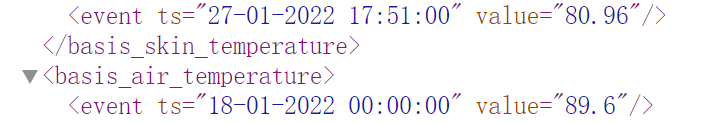 <event ts="27-01-2022 17:51:00" value="80.96"/>
</basis_skin_temperature>
▼<basis_air_temperature>
<event ts="18-01-2022 00:00:00" value="89.6"/>